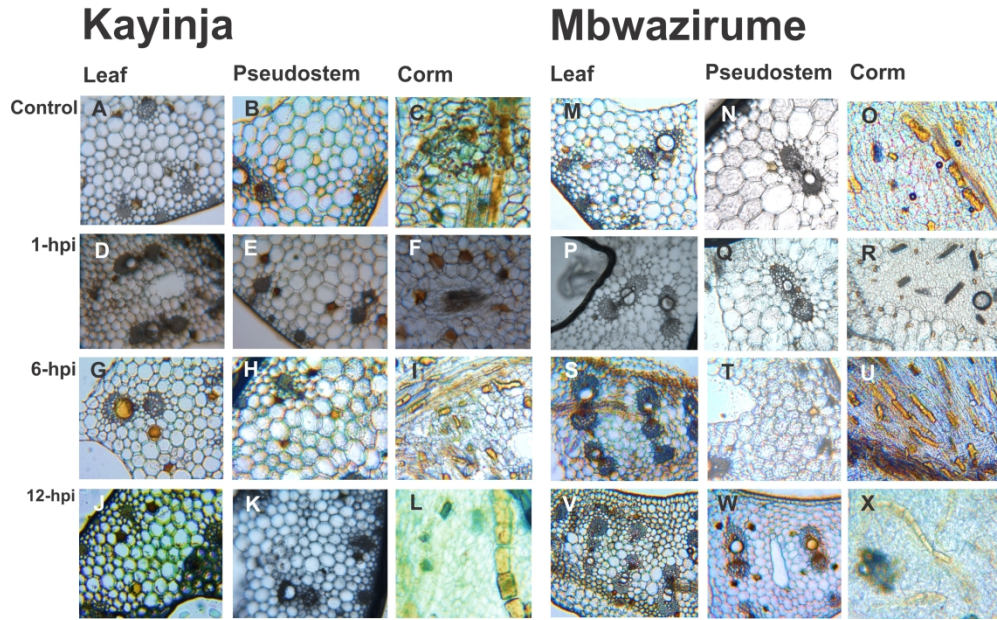 Kayinja Mbwazirume
Leaf Pseudostem Corm Leaf Pseudostem Corm
Control A B C M N O
1-hpi D E F P Q R
6-hpi G H I S T U
12-hpi J K L V W X